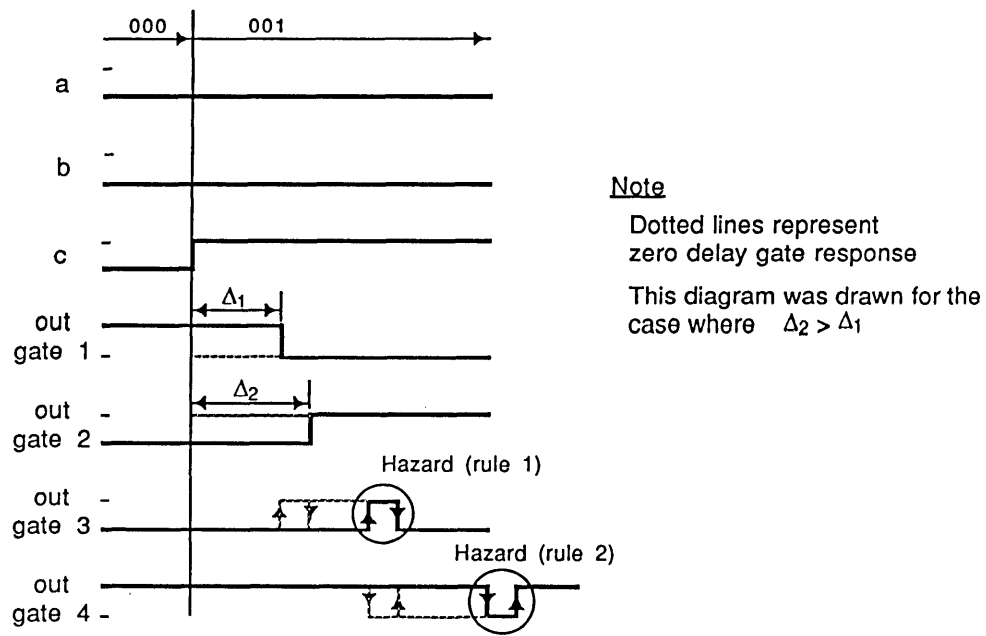 000 001
a
b
c
Δ1
out
gate 1
Δ2
out
gate 2
Hazard (rule 1)
out
gate 3
Hazard (rule 2)
out
gate 4
Note
Dotted lines represent
zero delay gate response
This diagram was drawn for the
case where Δ2 > Δ1